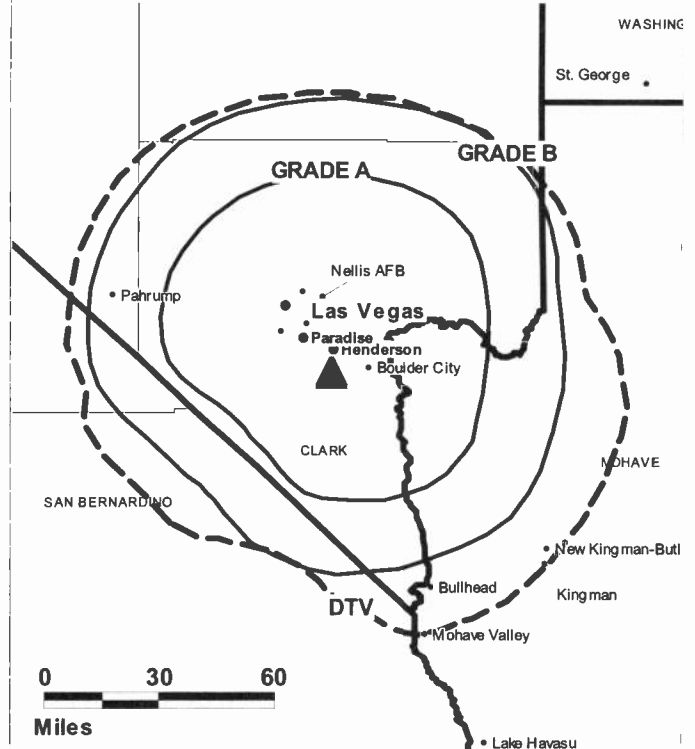 WASHING
St. George
GRADE B
GRADE A
Nellis AFB
Pahrump
Las Vegas
Paradise
Henderson
Boulder City
CLARK
MOHAVE
SAN BERNARDINO
New Kingman-Butl
Bullhead
Kingman
DTV
Mohave Valley
0 30 60
Miles
Lake Havasu